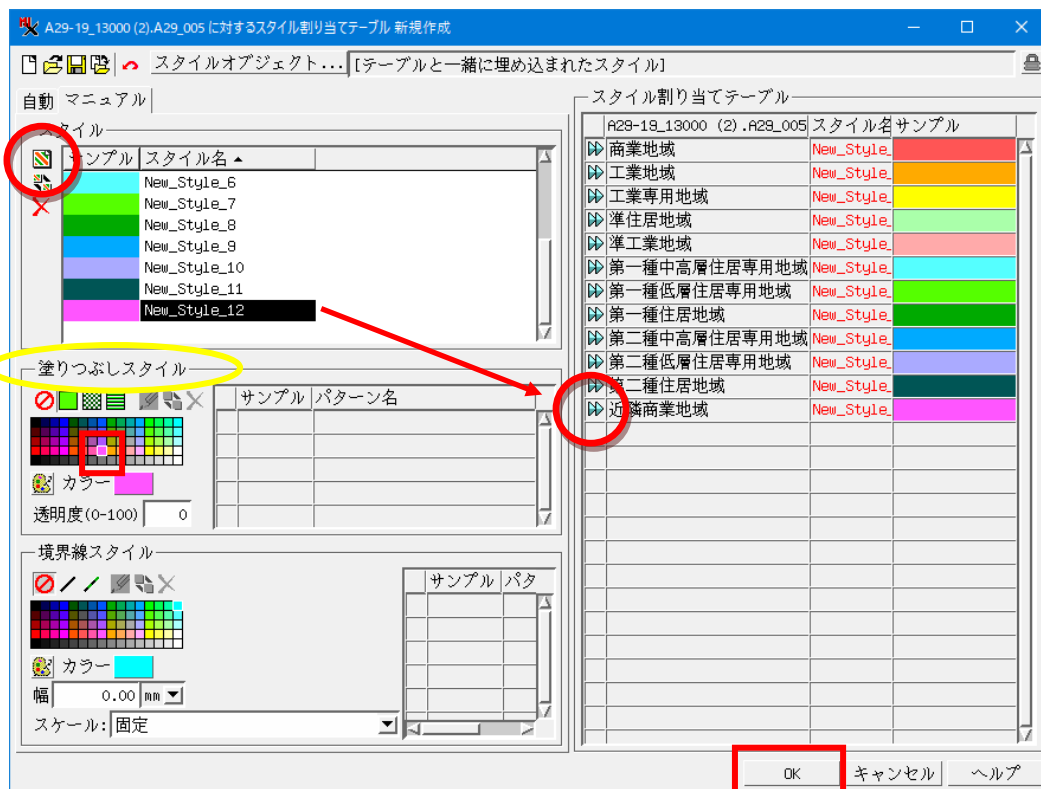 A29-19_13000 (2).A29_005 に対するスタイル割り当てテーブル 新規作成
スタイルオブジェクト... [テーブルと一緒に埋め込まれたスタイル]
自動 マニュアル
スタイル
サンプル スタイル名
New_Style_6
New_Style_7
New_Style_8
New_Style_9
New_Style_10
New_Style_11
New_Style_12
塗りつぶしスタイル
サンプル パターン名
カラー
透明度(0-100) 0
境界線スタイル
サンプル パタ
カラー
幅 0.00 mm
スケール: 固定
スタイル割り当てテーブル
A29-19_13000 (2).A29_005 スタイル名 サンプル
商業地域 New_Style_
工業地域 New_Style_
工業専用地域 New_Style_
準住居地域 New_Style_
準工業地域 New_Style_
第一種中高層住居専用地域 New_Style_
第一種低層住居専用地域 New_Style_
第一種住居地域 New_Style_
第二種中高層住居専用地域 New_Style_
第二種低層住居専用地域 New_Style_
第二種住居地域 New_Style_
近隣商業地域 New_Style_
OK キャンセル ヘルプ